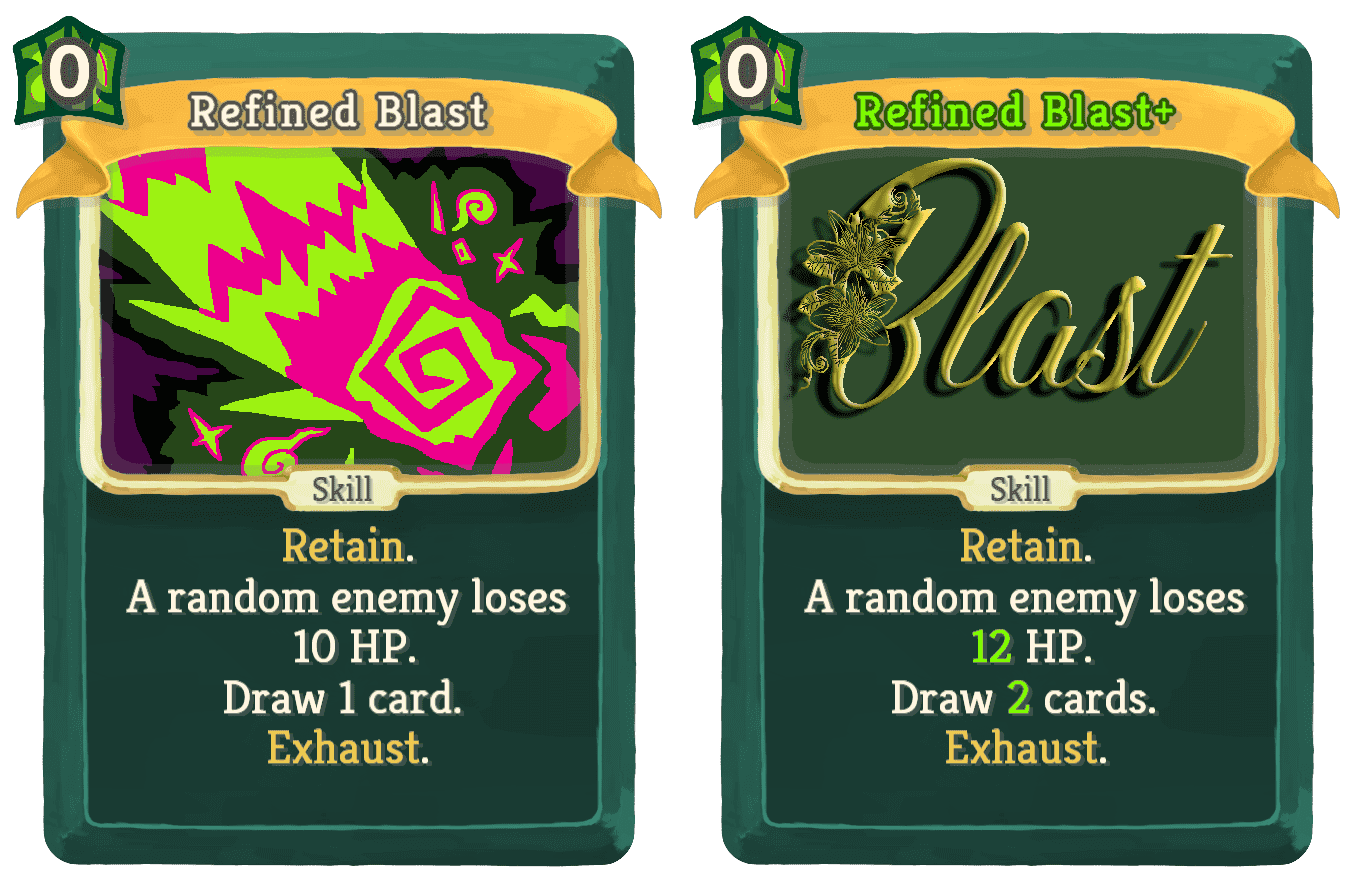 0
Refined Blast
Skill
Retain.
A random enemy loses
10 HP.
Draw 1 card.
Exhaust.
0
Refined Blast+
Blast
Skill
Retain.
A random enemy loses
12 HP.
Draw 2 cards.
Exhaust.